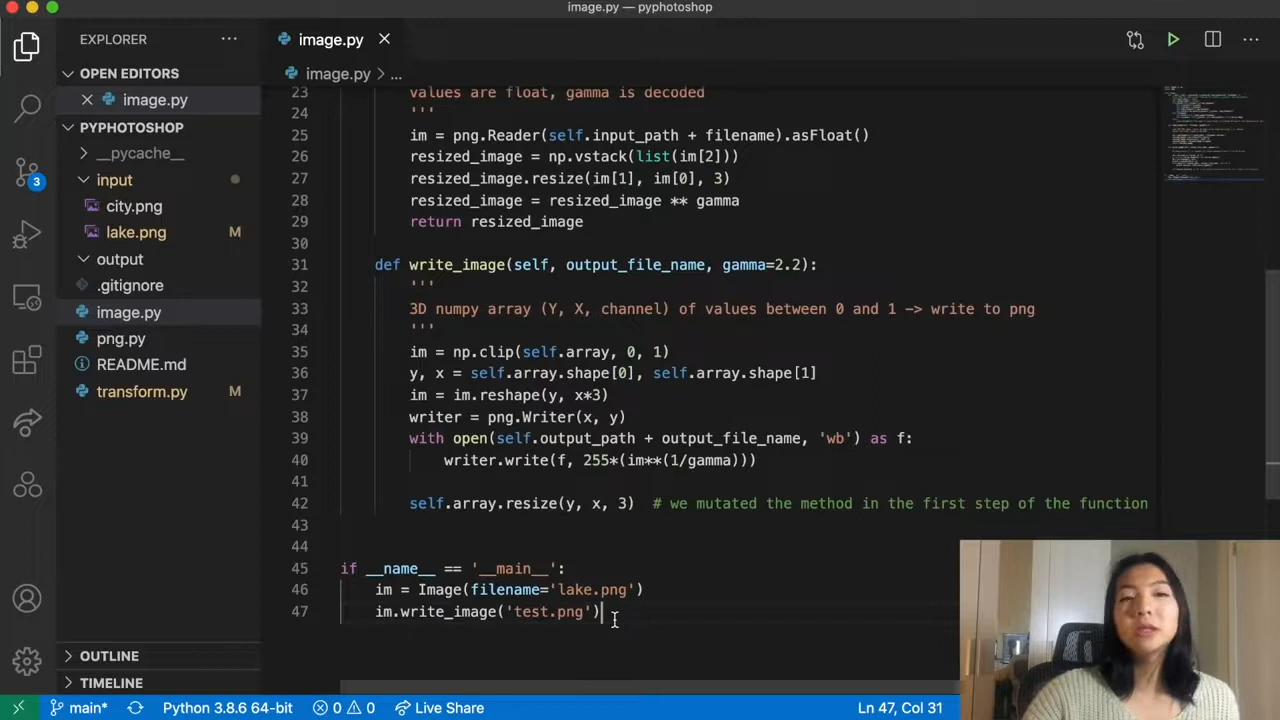 image.py — pyphotoshop
EXPLORER
OPEN EDITORS
image.py
PYPHOTOSHOP
__pycache__
input
city.png
lake.png M
output
.gitignore
image.py
png.py
README.md
transform.py M
OUTLINE
TIMELINE
3
image.py
image.py > ...
23 values are float, gamma is decoded
24 '''
25 im = png.Reader(self.input_path + filename).asFloat()
26 resized_image = np.vstack(list(im[2]))
27 resized_image.resize(im[1], im[0], 3)
28 resized_image = resized_image ** gamma
29 return resized_image
30
31 def write_image(self, output_file_name, gamma=2.2):
32 '''
33 3D numpy array (Y, X, channel) of values between 0 and 1 -> write to png
34 '''
35 im = np.clip(self.array, 0, 1)
36 y, x = self.array.shape[0], self.array.shape[1]
37 im = im.reshape(y, x*3)
38 writer = png.Writer(x, y)
39 with open(self.output_path + output_file_name, 'wb') as f:
40 writer.write(f, 255*(im**(1/gamma)))
41
42 self.array.resize(y, x, 3) # we mutated the method in the first step of the function
43
44
45 if __name__ == '__main__':
46 im = Image(filename='lake.png')
47 im.write_image('test.png')
main* Python 3.8.6 64-bit 0 0 Live Share Ln 47, Col 31